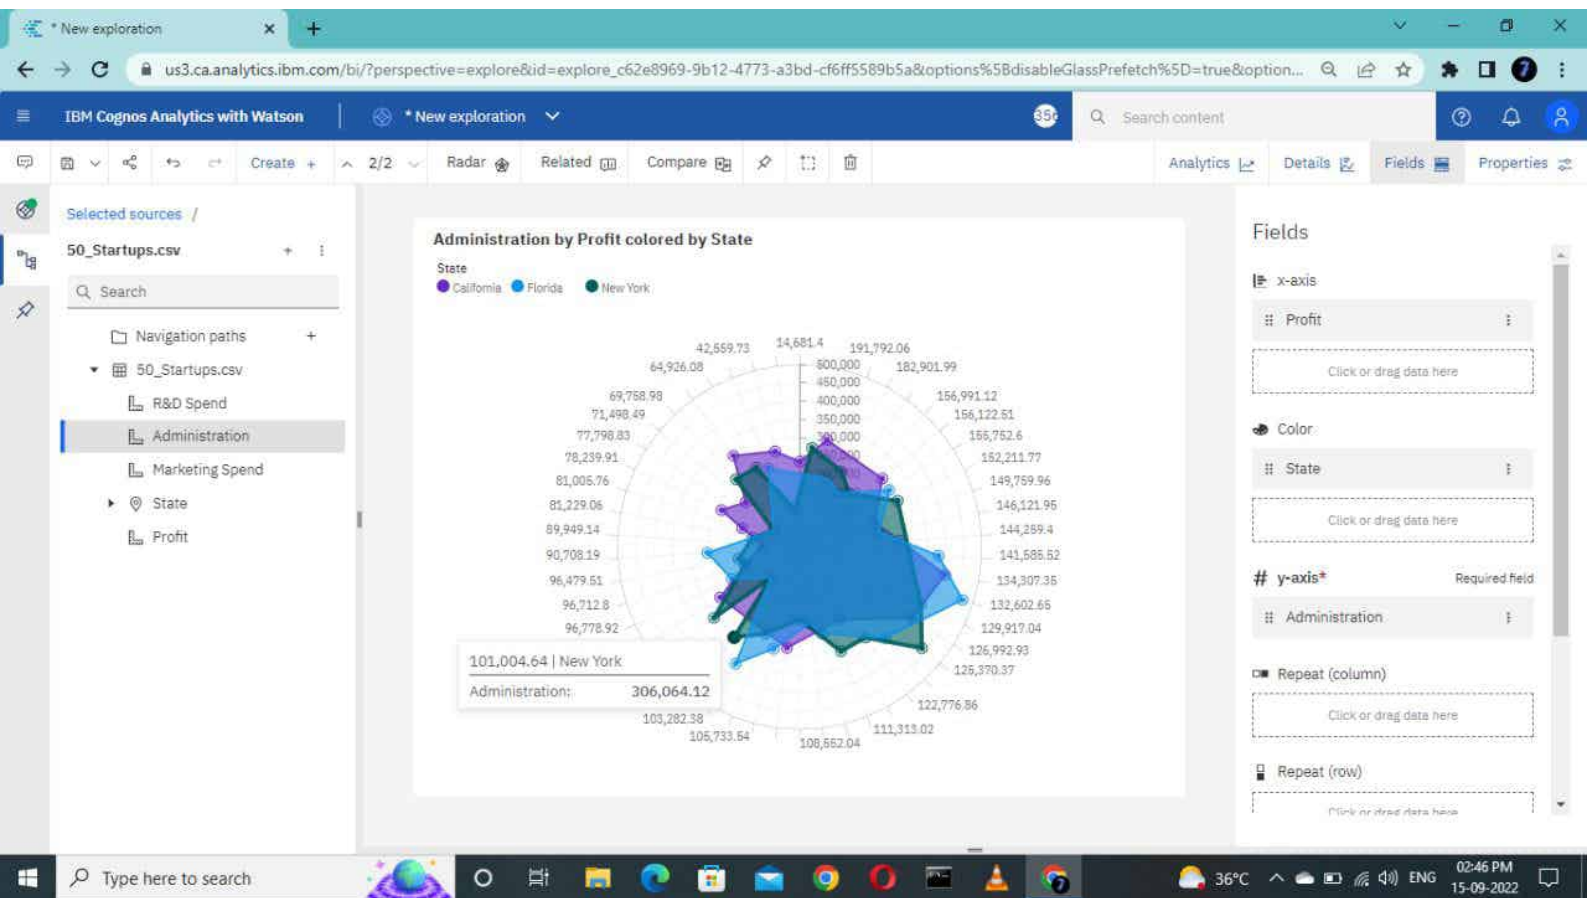 * New exploration
us3.ca.analytics.ibm.com/bi/?perspective=explore&id=explore_c62e8969-9b12-4773-a3bd-cf6ff5589b5a&options%5BdisableGlassPrefetch%5D=true&option...
IBM Cognos Analytics with Watson
* New exploration
Search content
Create +
2/2
Radar
Related
Compare
Analytics
Details
Fields
Properties
Selected sources /
50_Startups.csv
Search
Navigation paths
50_Startups.csv
R&D Spend
Administration
Marketing Spend
State
Profit
Administration by Profit colored by State
State
California
Florida
New York
14,681.4
191,792.06
182,901.99
156,991.12
156,122.51
155,752.6
152,211.77
149,759.96
146,121.95
144,259.4
141,585.52
134,307.35
132,602.65
129,917.04
126,992.93
125,370.37
122,776.86
111,313.02
108,552.04
105,733.54
103,282.38
96,778.92
96,712.8
96,479.51
90,708.19
89,949.14
81,229.06
81,005.76
78,239.91
77,798.83
71,498.49
69,758.98
64,926.08
42,559.73
500,000
450,000
400,000
350,000
101,004.64 | New York
Administration: 306,064.12
Fields
x-axis
Profit
Click or drag data here
Color
State
Click or drag data here
# y-axis*
Required field
Administration
Repeat (column)
Click or drag data here
Repeat (row)
Click or drag data here
Type here to search
36°C
ENG
02:46 PM
15-09-2022